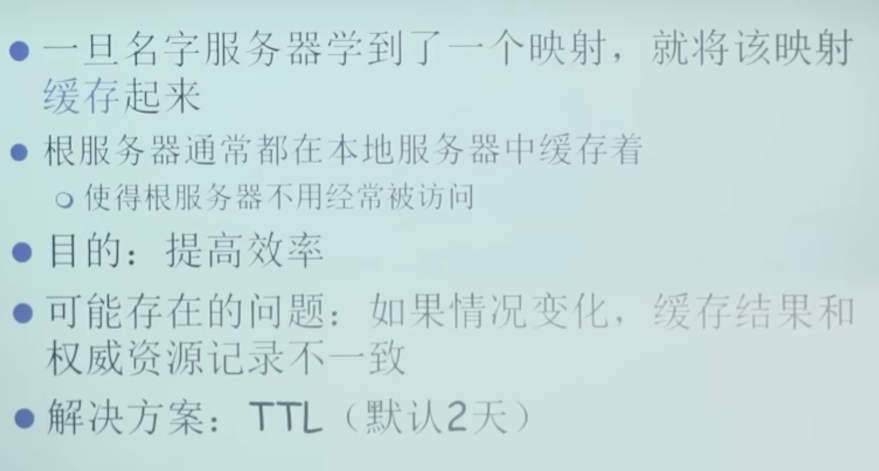 一旦名字服务器学到了一个映射，就将该映射
缓存起来
根服务器通常都在本地服务器中缓存着
使得根服务器不用经常被访问
目的：提高效率
可能存在的问题：如果情况变化，缓存结果和
权威资源记录不一致
解决方案：TTL（默认2天）